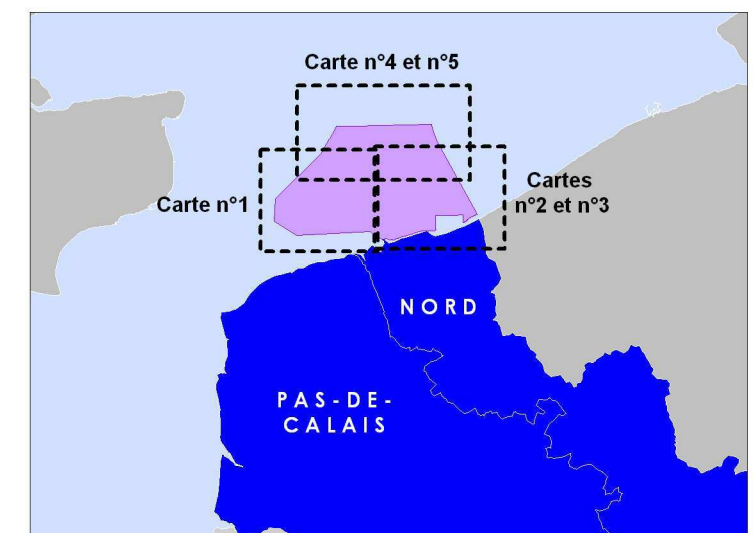 Carte n°4 et n°5
Carte n°1
Cartes
n°2 et n°3
NORD
PAS-DE-
CALAIS